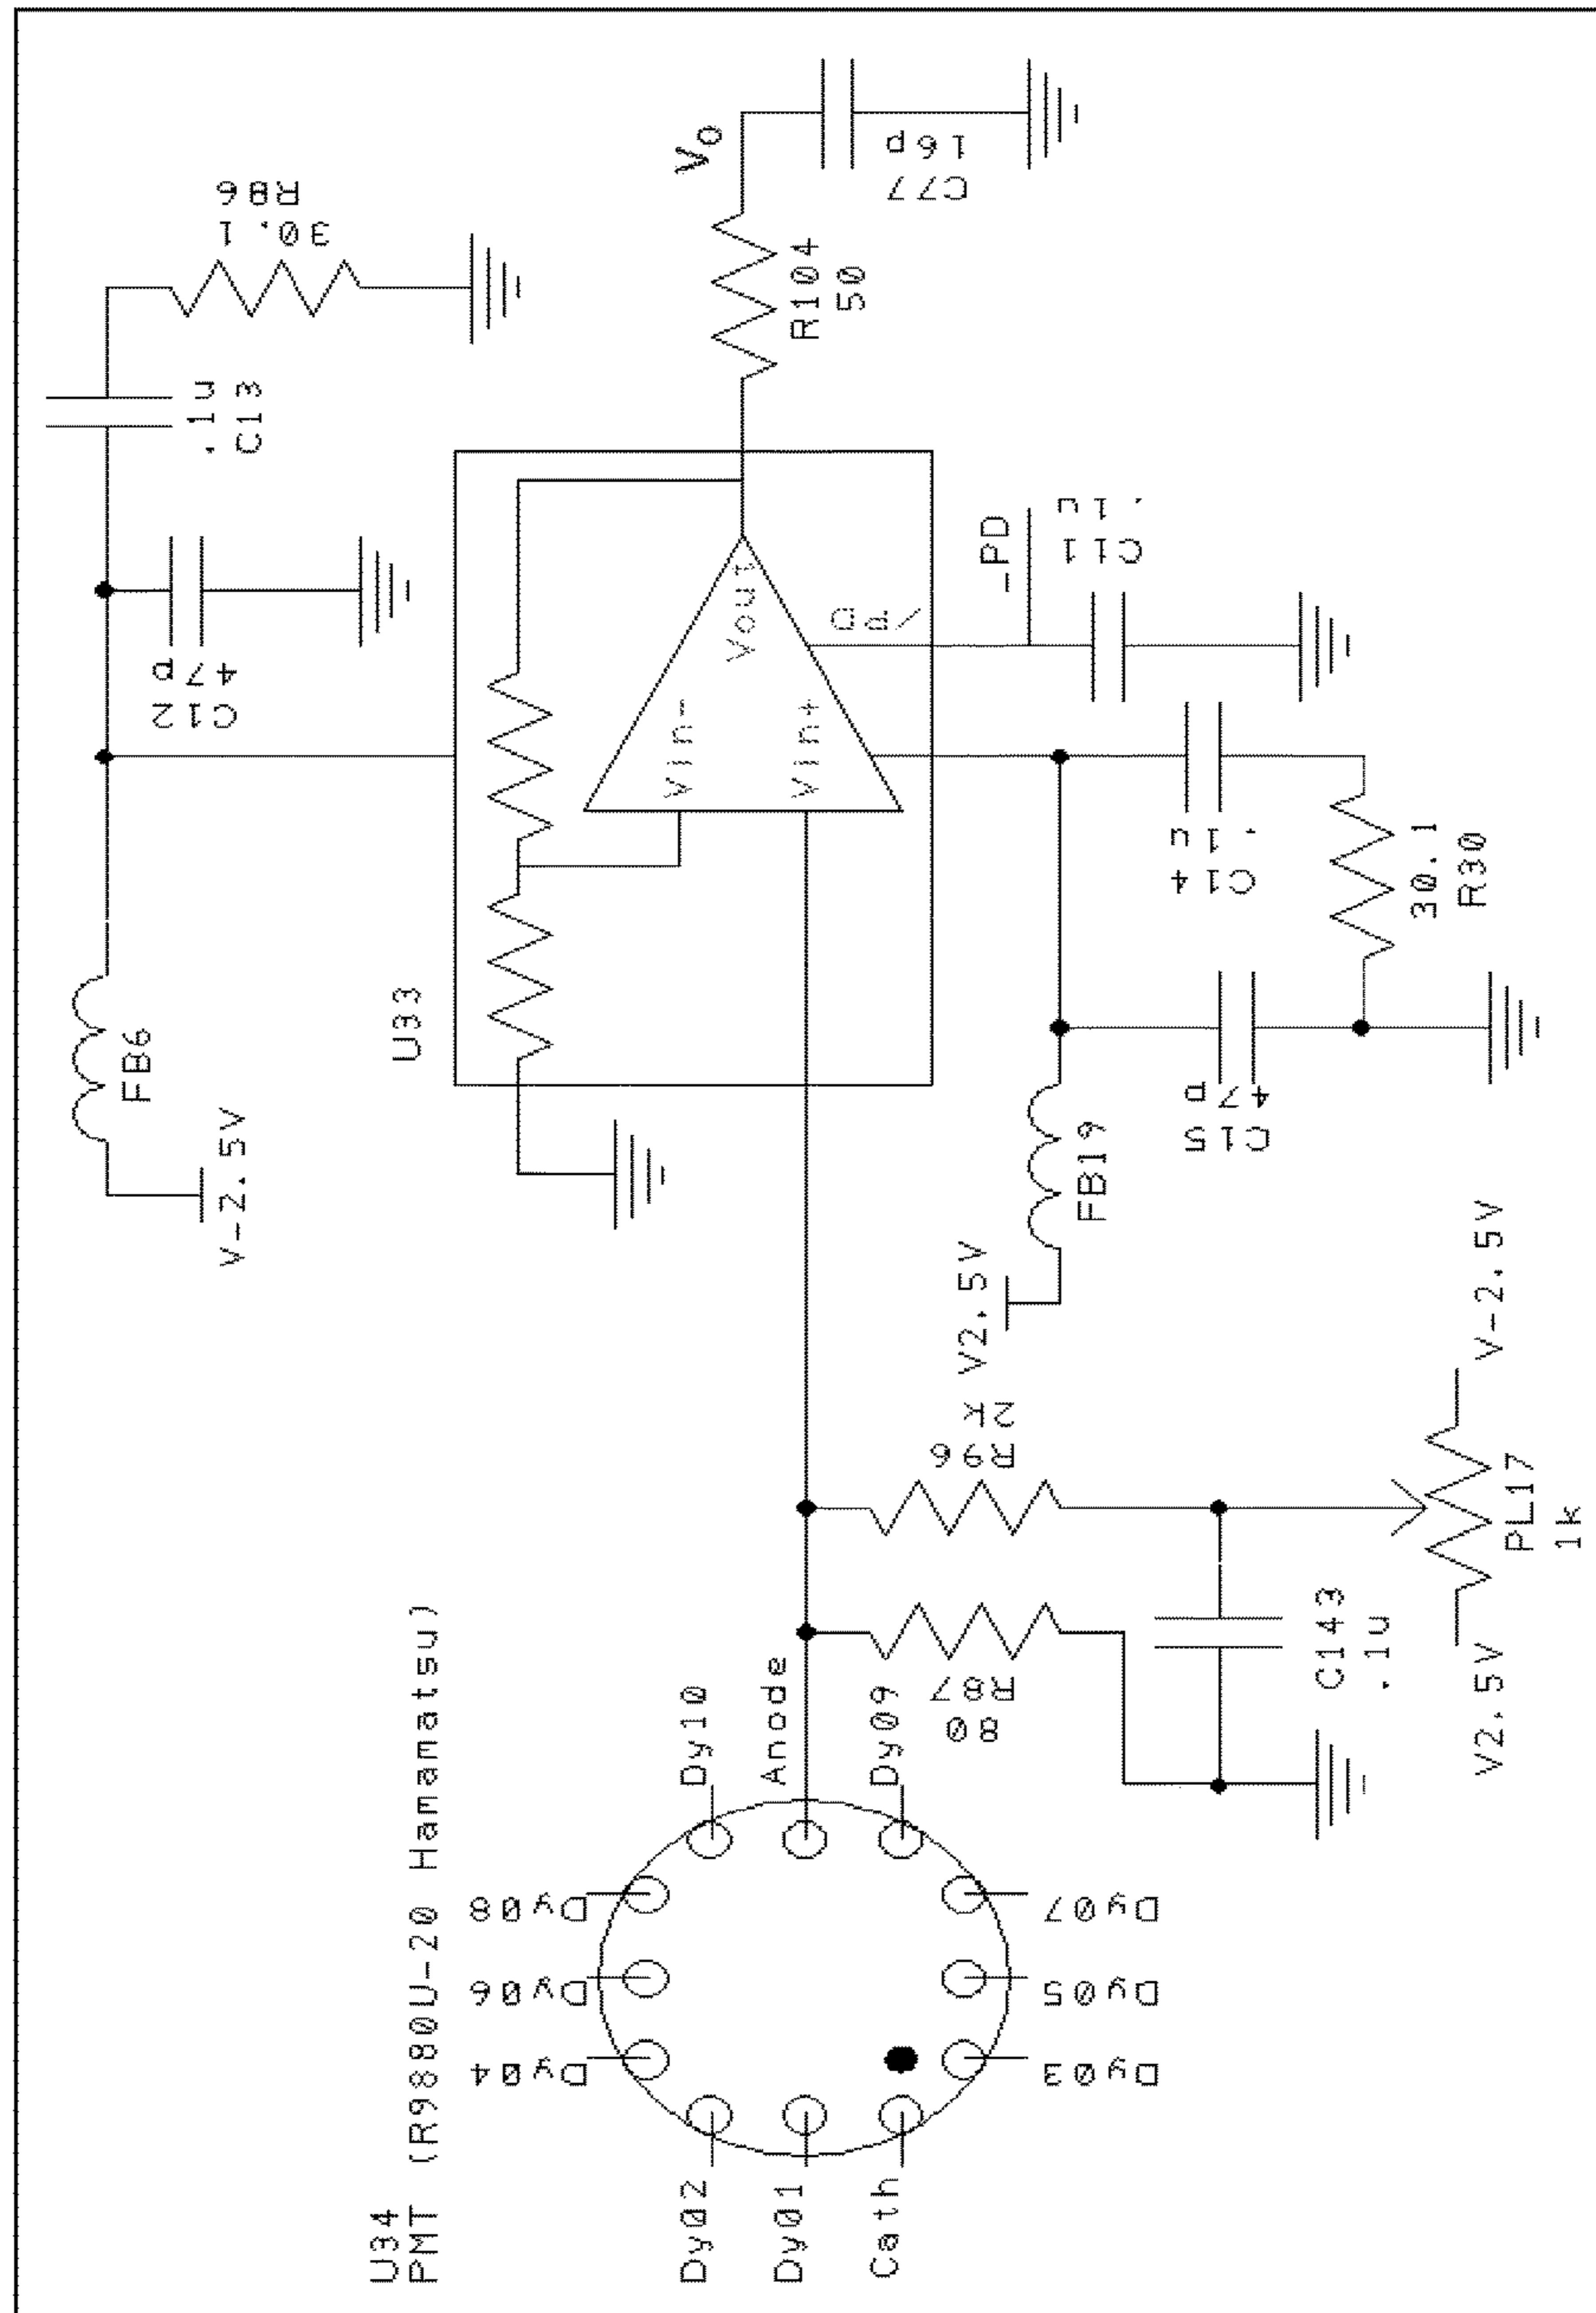 U34
PMT (R9880U-20 Hamamatsu)
Dy02
Dy01
Cath
Dy04
Dy06
Dy08
Dy10
Anode
Dy09
Dy07
Dy05
Dy03
80
R87
R96
2k
C143
.1u
V2.5V
PL17
1k
V-2.5V
V-2.5V
FB6
U33
C12
47p
.1u
C13
R86
30.1
Vin-
Vin+
Vout
/PD
_PD
C11
.1u
V2.5V
FB19
C15
47p
C14
.1u
30.1
R30
R104
50
Vo
C77
16p